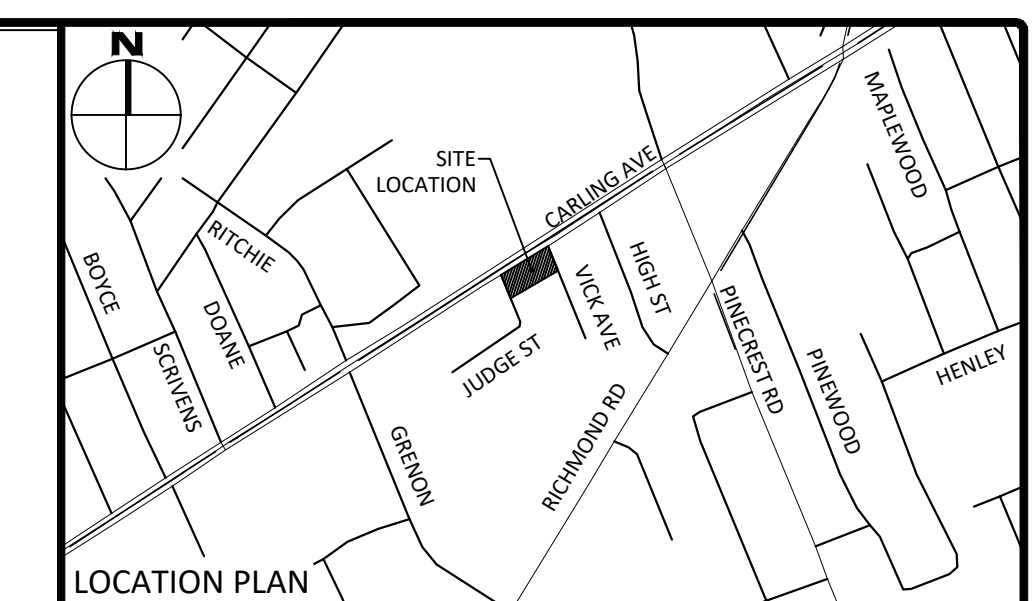 N
SITE
LOCATION
CARLING AVE
MAPLEWOOD
RITCHIE
BOYCE
DOANE
SCRIVENS
HIGH ST
VICK AVE
JUDGE ST
PINECREST RD
PINEWOOD
HENLEY
GRENON
RICHMOND RD
LOCATION PLAN